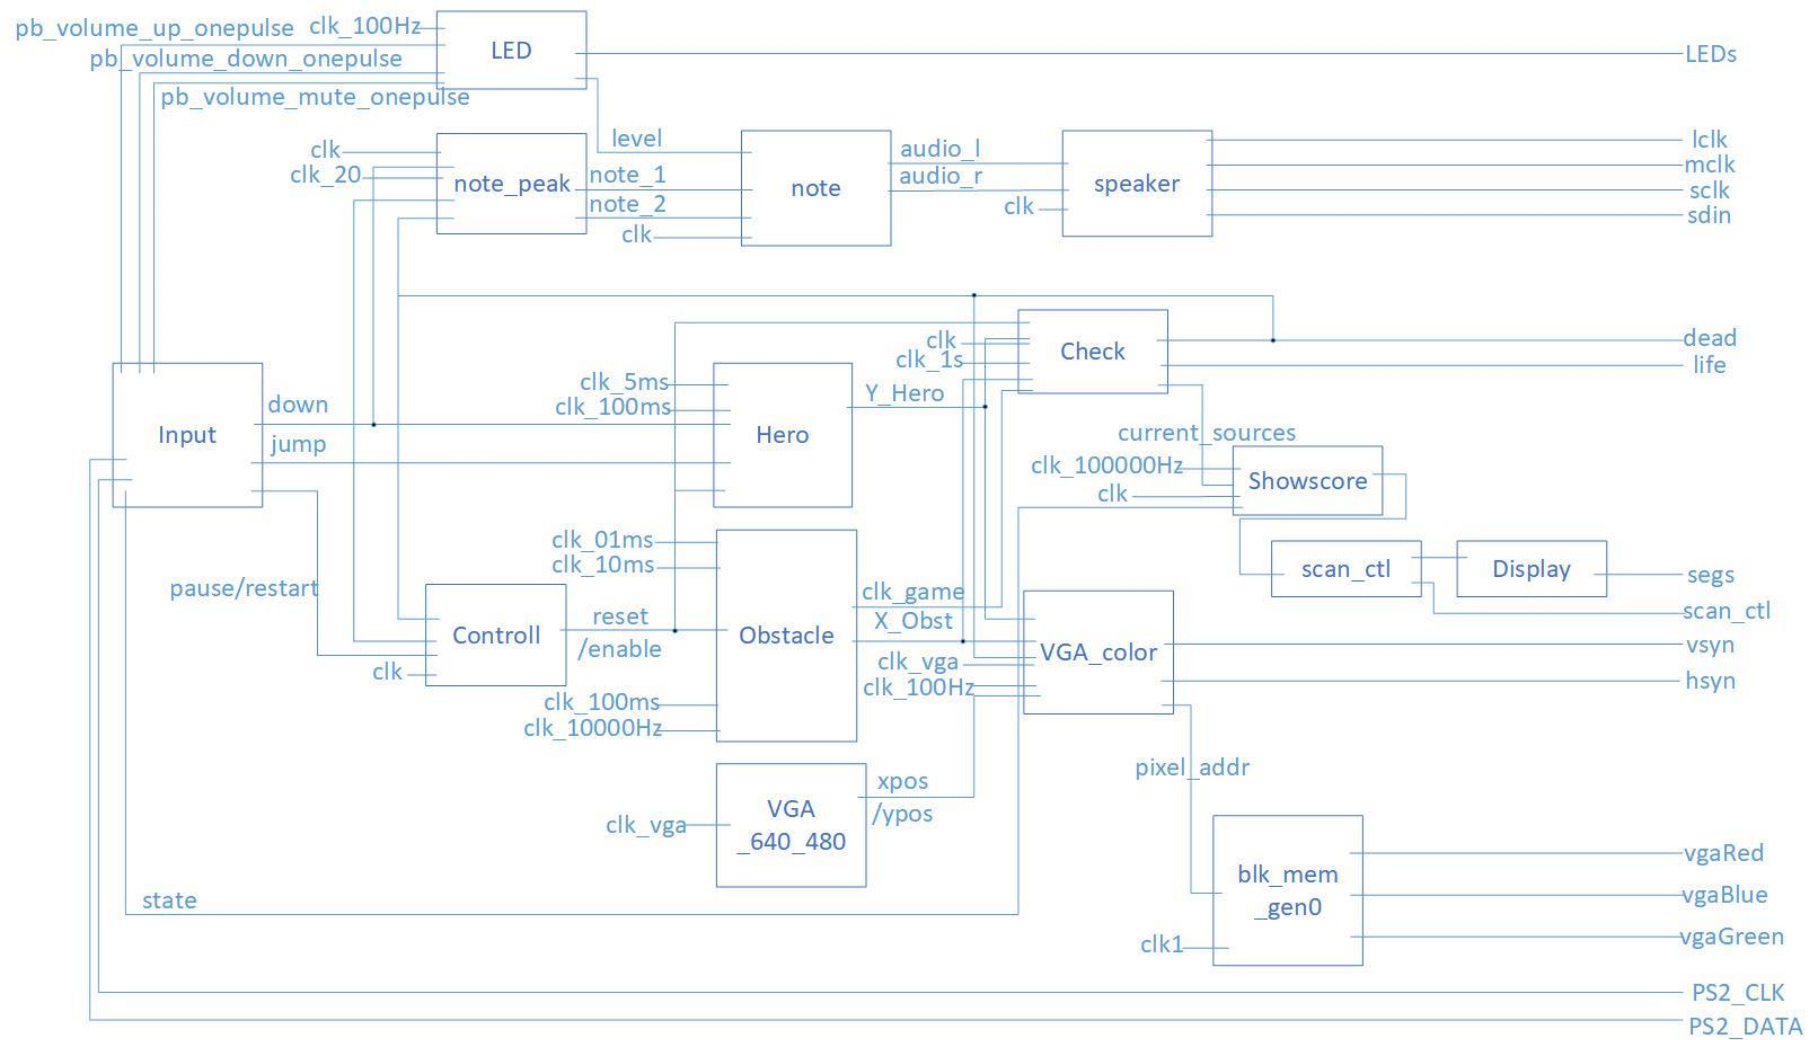 pb_volume_up_onepulse
clk_100Hz
LED
LEDs
pb_volume_down_onepulse
pb_volume_mute_onepulse
clk
clk_20
note_peak
level
note_1
note_2
clk
note
audio_l
audio_r
clk
speaker
lclk
mclk
sclk
sdin
Input
down
jump
pause/restart
clk_5ms
clk_100ms
Hero
Y_Hero
clk
clk_1s
Check
dead
life
current_sources
clk_100000Hz
clk
Showscore
scan_ctl
Display
segs
scan_ctl
Controll
clk
reset
/enable
clk_01ms
clk_10ms
Obstacle
clk_100ms
clk_10000Hz
clk_game
X_Obst
clk_vga
clk_100Hz
VGA_color
vsyn
hsyn
clk_vga
VGA
_640_480
xpos
/ypos
pixel_addr
blk_mem
_gen0
clk1
vgaRed
vgaBlue
vgaGreen
state
PS2_CLK
PS2_DATA